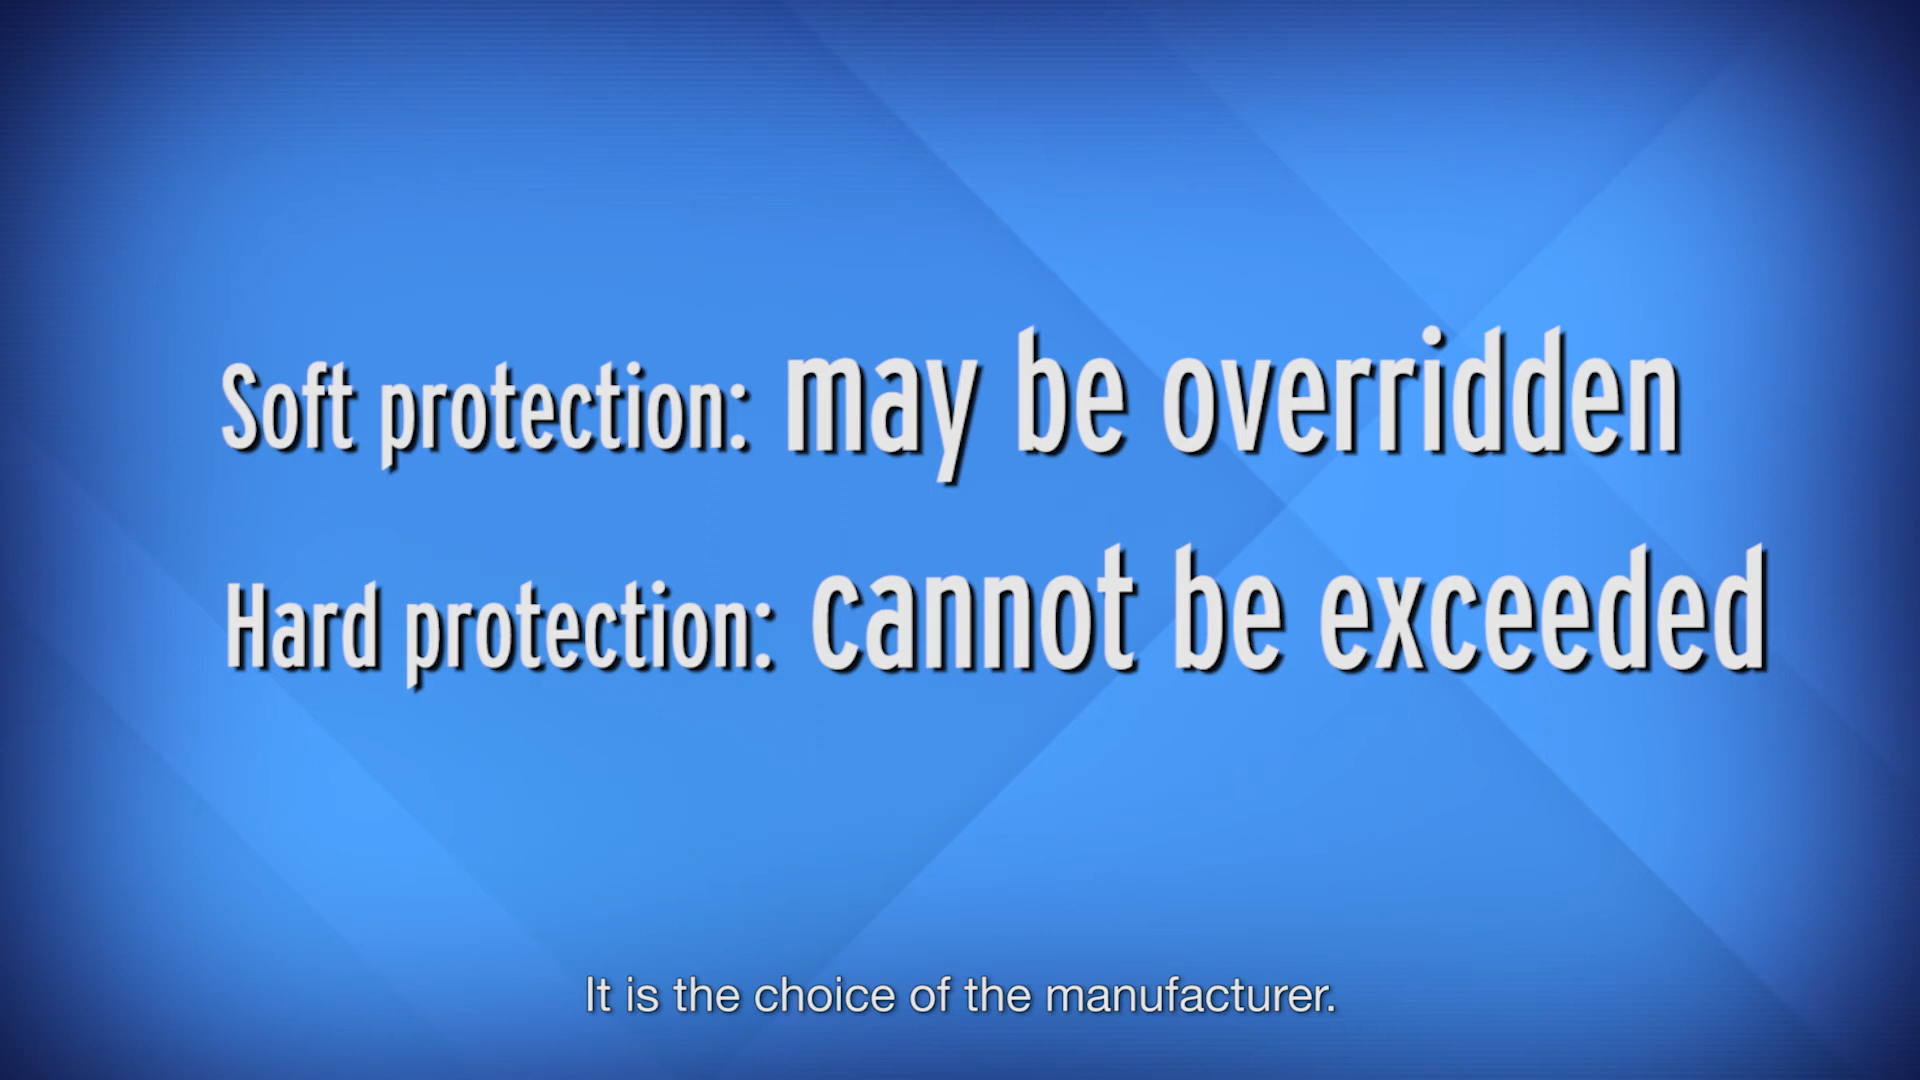 Soft protection: may be overridden
Hard protection: cannot be exceeded
It is the choice of the manufacturer.